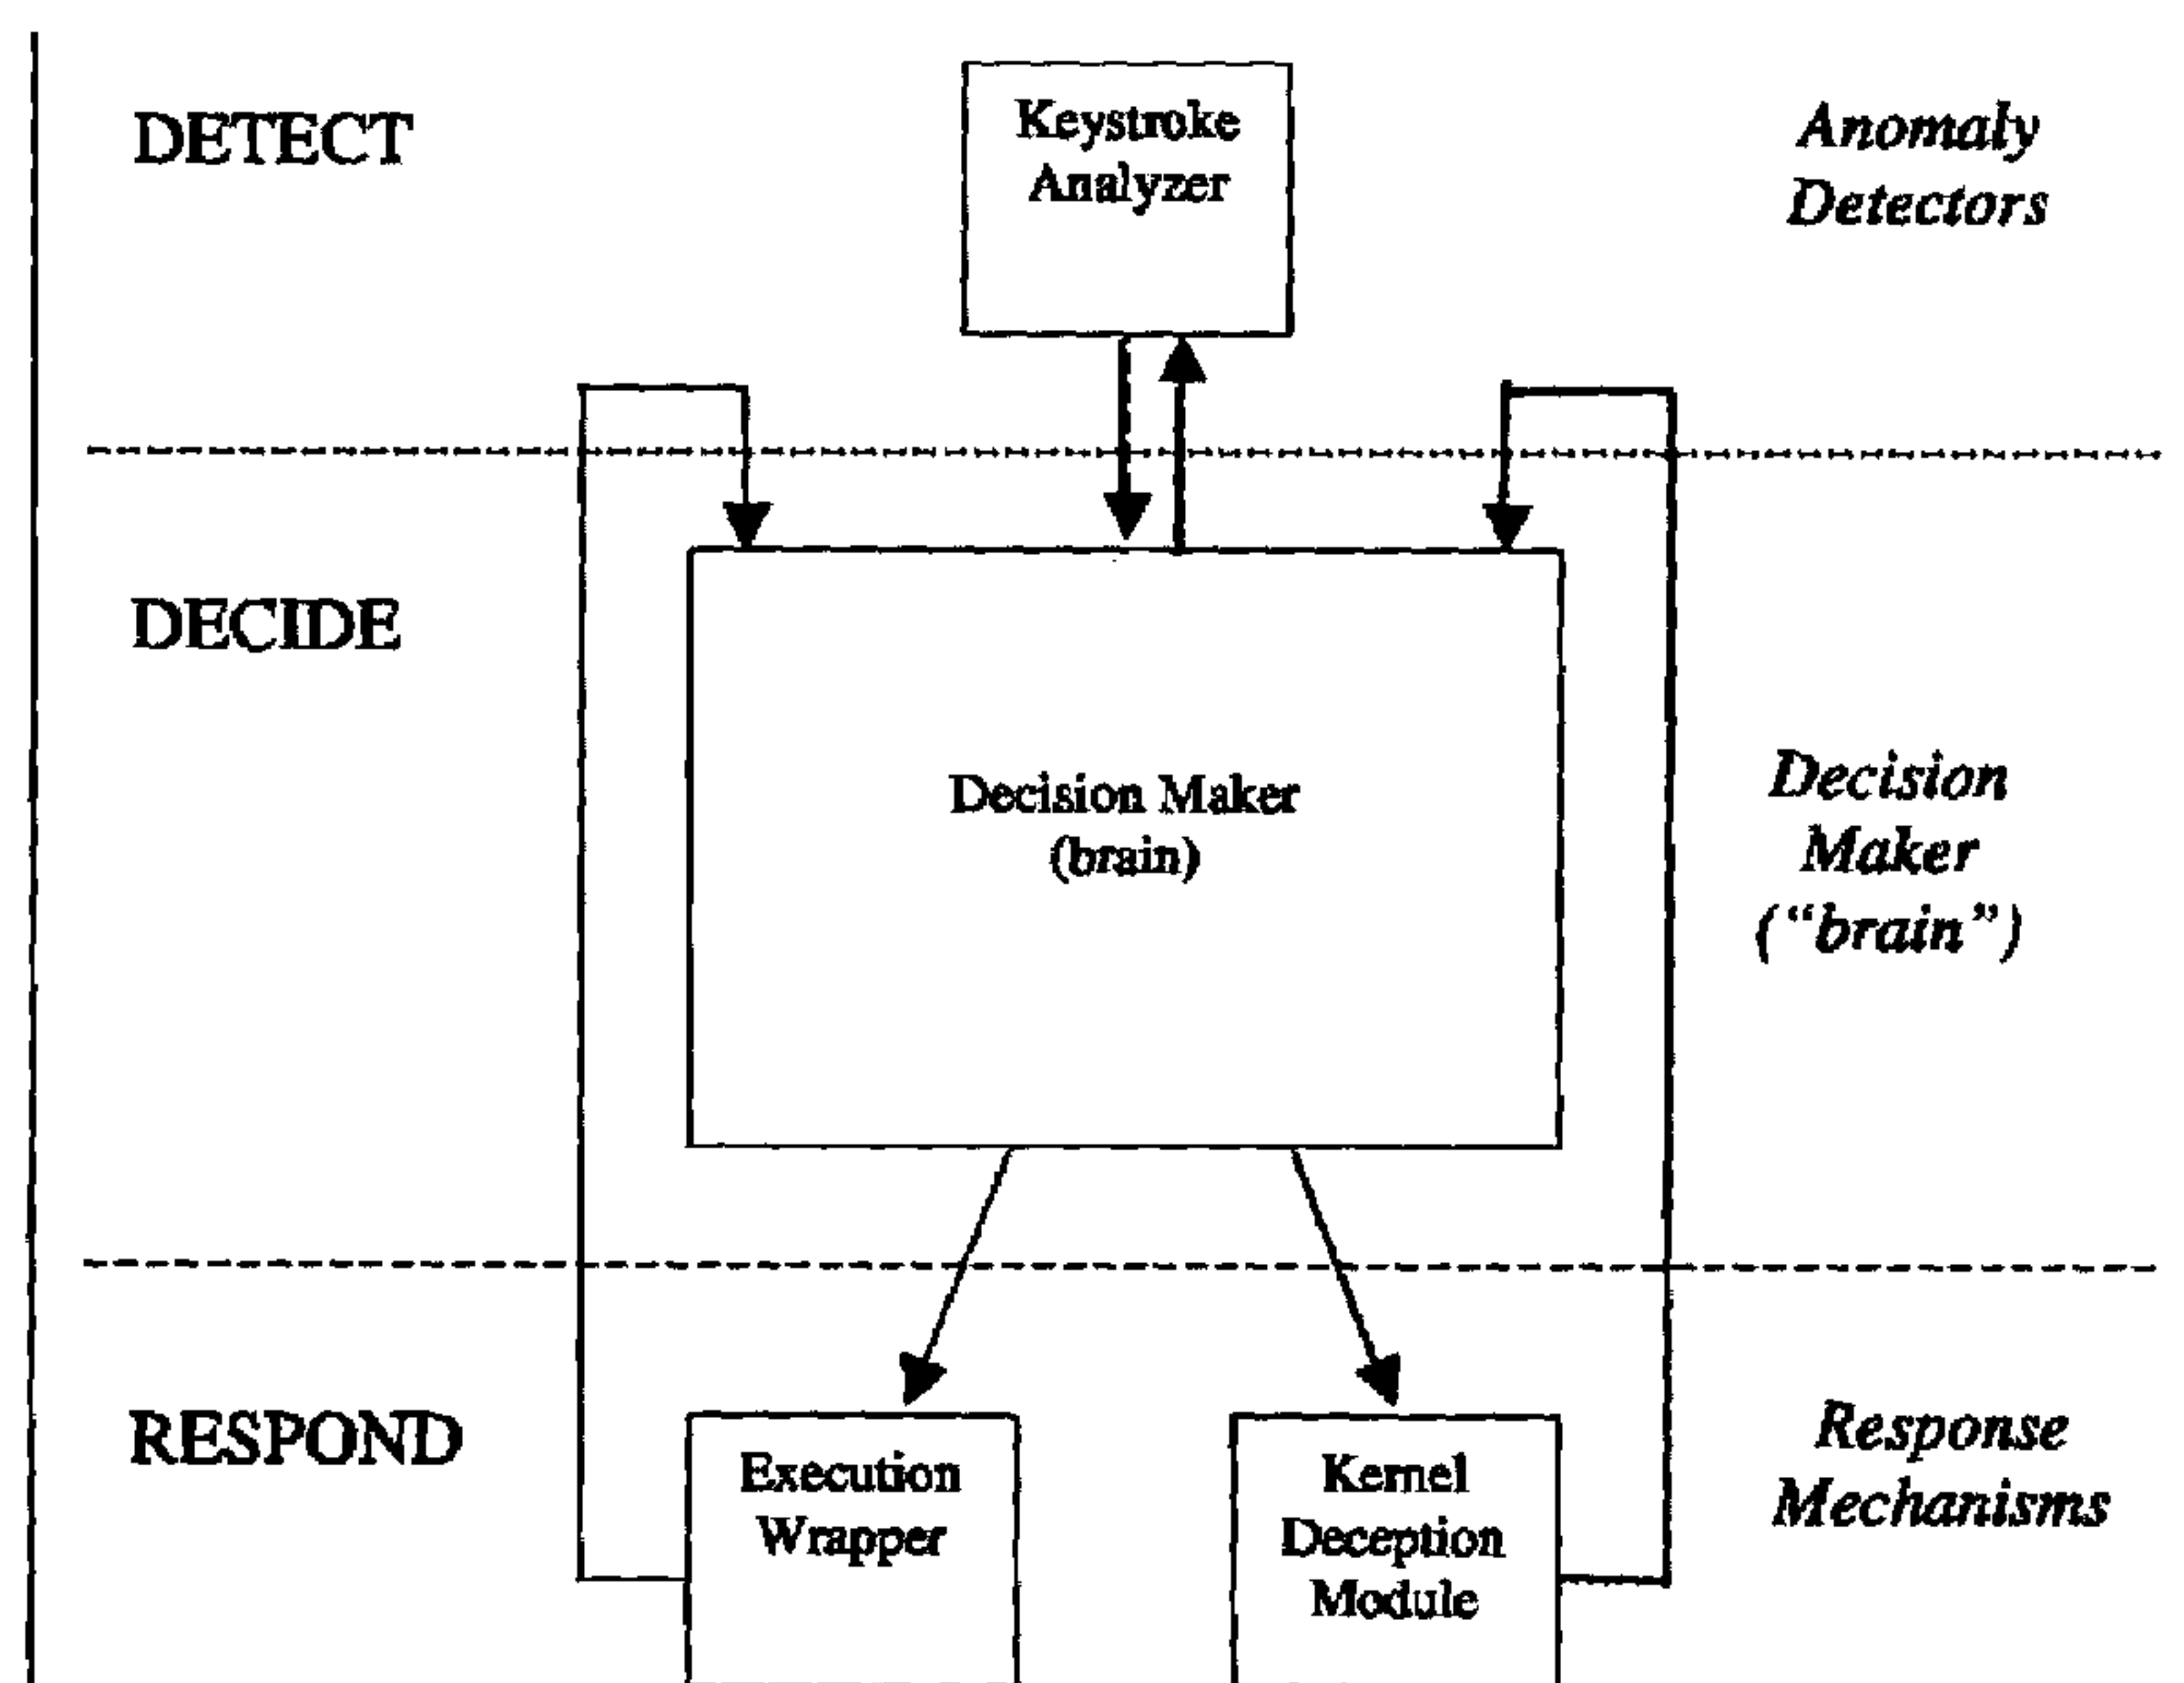 DETECT
Keystroke
Analyzer
Anomaly
Detectors
DECIDE
Decision Maker
(brain)
Decision
Maker
(“brain”)
RESPOND
Execution
Wrapper
Kernel
Deception
Module
Response
Mechanisms